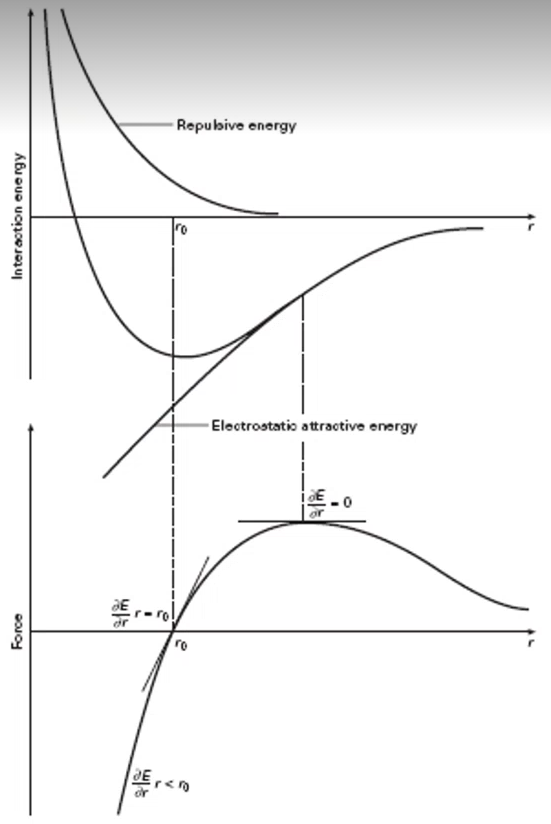 Repulsive energy
Interaction energy
r₀
r
Electrostatic attractive energy
∂E/∂r = 0
∂E/∂r r = r₀
Force
r₀
r
∂E/∂r r < r₀